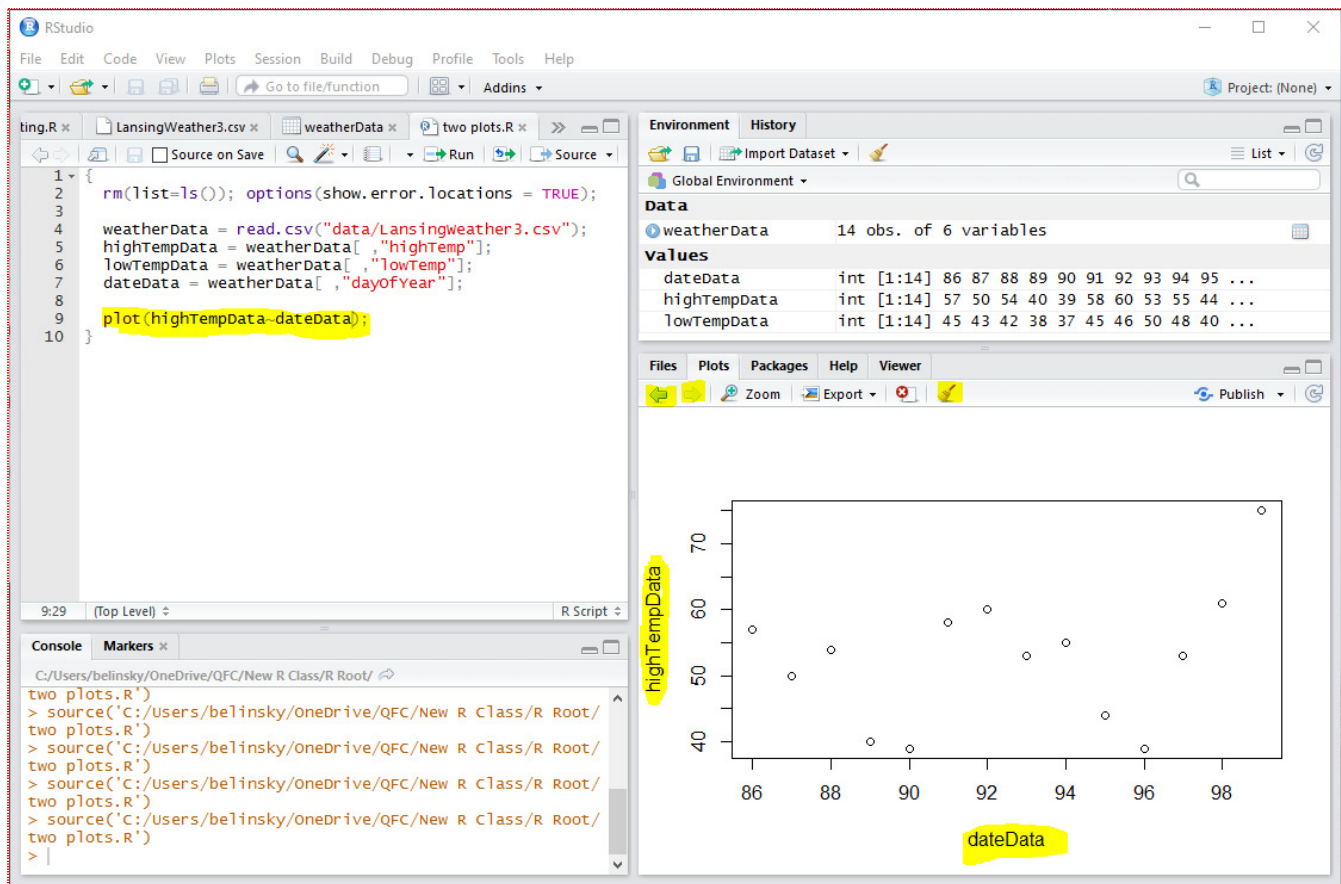 RStudio
File Edit Code View Plots Session Build Debug Profile Tools Help
Go to file/function Addins Project: (None)
ting.R × LansingWeather3.csv × weatherData × two plots.R ×
Source on Save Run Source
1 {
2 rm(list=ls()); options(show.error.locations = TRUE);
3
4 weatherData = read.csv("data/LansingWeather3.csv");
5 highTempData = weatherData[ ,"highTemp"];
6 lowTempData = weatherData[ ,"lowTemp"];
7 dateData = weatherData[ ,"dayOfYear"];
8
9 plot(highTempData~dateData);
10 }
9:29 (Top Level) R Script
Console Markers ×
C:/Users/belinsky/OneDrive/QFC/New R Class/R Root/
two plots.R')
> source('C:/Users/belinsky/OneDrive/QFC/New R Class/R Root/
two plots.R')
> source('C:/Users/belinsky/OneDrive/QFC/New R Class/R Root/
two plots.R')
> source('C:/Users/belinsky/OneDrive/QFC/New R Class/R Root/
two plots.R')
> source('C:/Users/belinsky/OneDrive/QFC/New R Class/R Root/
two plots.R')
>
Environment History
Import Dataset List
Global Environment
Data
weatherData 14 obs. of 6 variables
Values
dateData int [1:14] 86 87 88 89 90 91 92 93 94 95 ...
highTempData int [1:14] 57 50 54 40 39 58 60 53 55 44 ...
lowTempData int [1:14] 45 43 42 38 37 45 46 50 48 40 ...
Files Plots Packages Help Viewer
Zoom Export Publish
highTempData
70
60
50
40
86 88 90 92 94 96 98
dateData